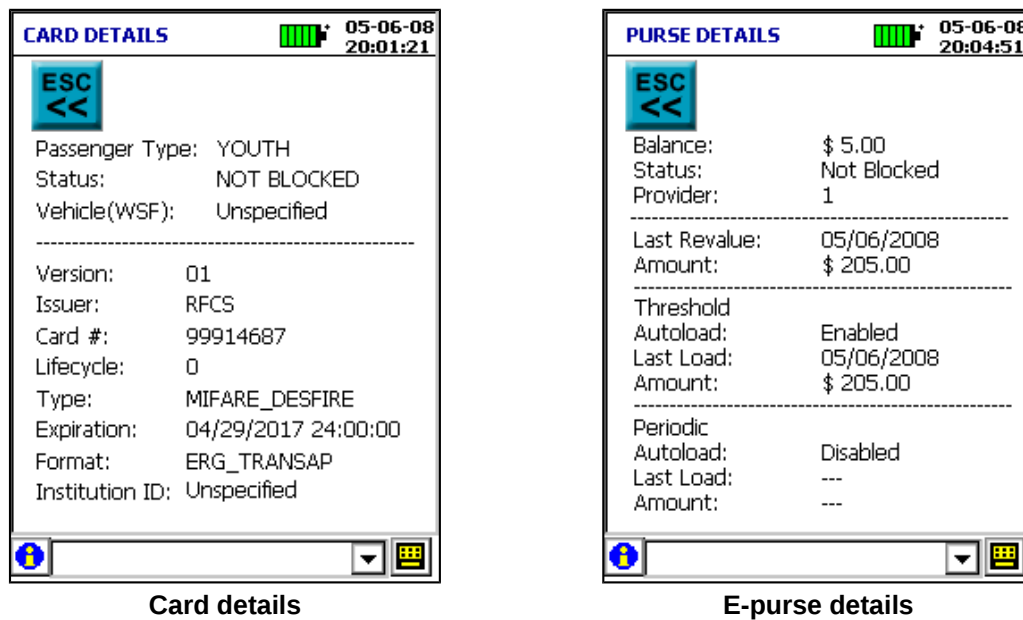 CARD DETAILS
05-06-08
20:01:21
ESC
<<
Passenger Type: YOUTH
Status: NOT BLOCKED
Vehicle(WSF): Unspecified
----------------------------------------------------
Version: 01
Issuer: RFCS
Card #: 99914687
Lifecycle: 0
Type: MIFARE_DESFIRE
Expiration: 04/29/2017 24:00:00
Format: ERG_TRANSAP
Institution ID: Unspecified
Card details
PURSE DETAILS
05-06-08
20:04:51
ESC
<<
Balance: $ 5.00
Status: Not Blocked
Provider: 1
----------------------------------------------------
Last Revalue: 05/06/2008
Amount: $ 205.00
----------------------------------------------------
Threshold
Autoload: Enabled
Last Load: 05/06/2008
Amount: $ 205.00
----------------------------------------------------
Periodic
Autoload: Disabled
Last Load: ---
Amount: ---
E-purse details